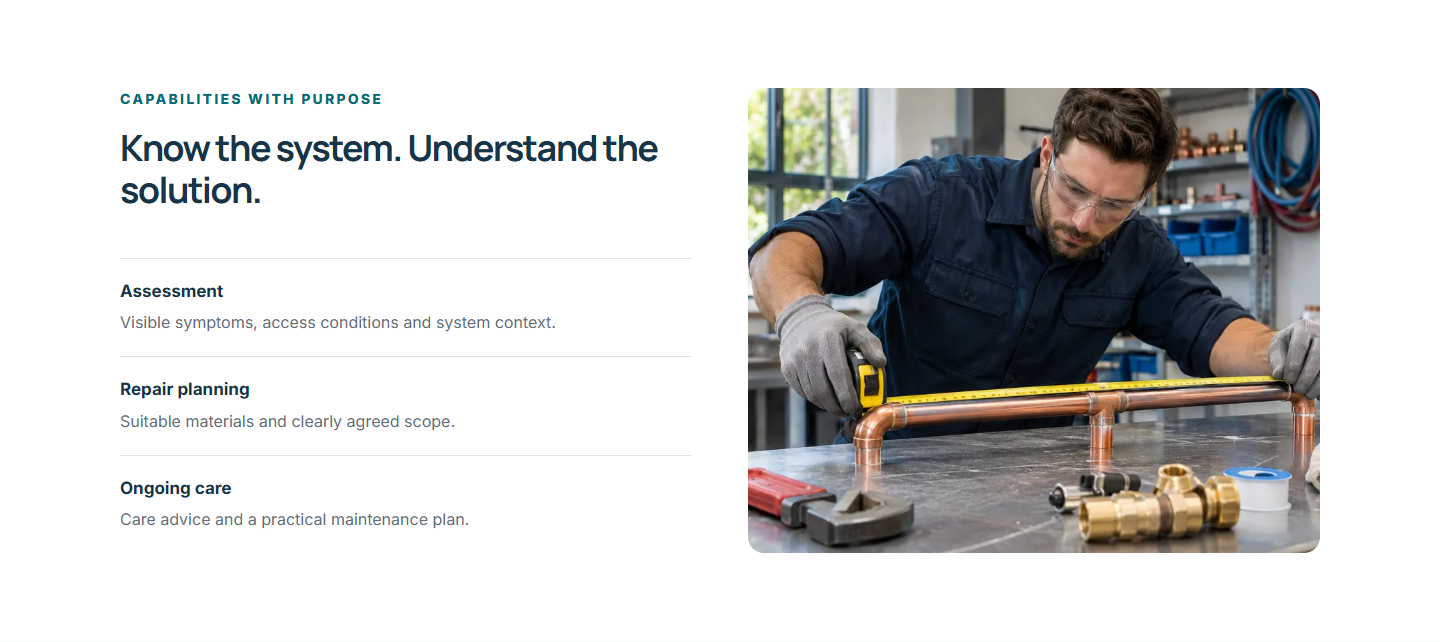 CAPABILITIES WITH PURPOSE
Know the system. Understand the
solution.
Assessment
Visible symptoms, access conditions and system context.
Repair planning
Suitable materials and clearly agreed scope.
Ongoing care
Care advice and a practical maintenance plan.